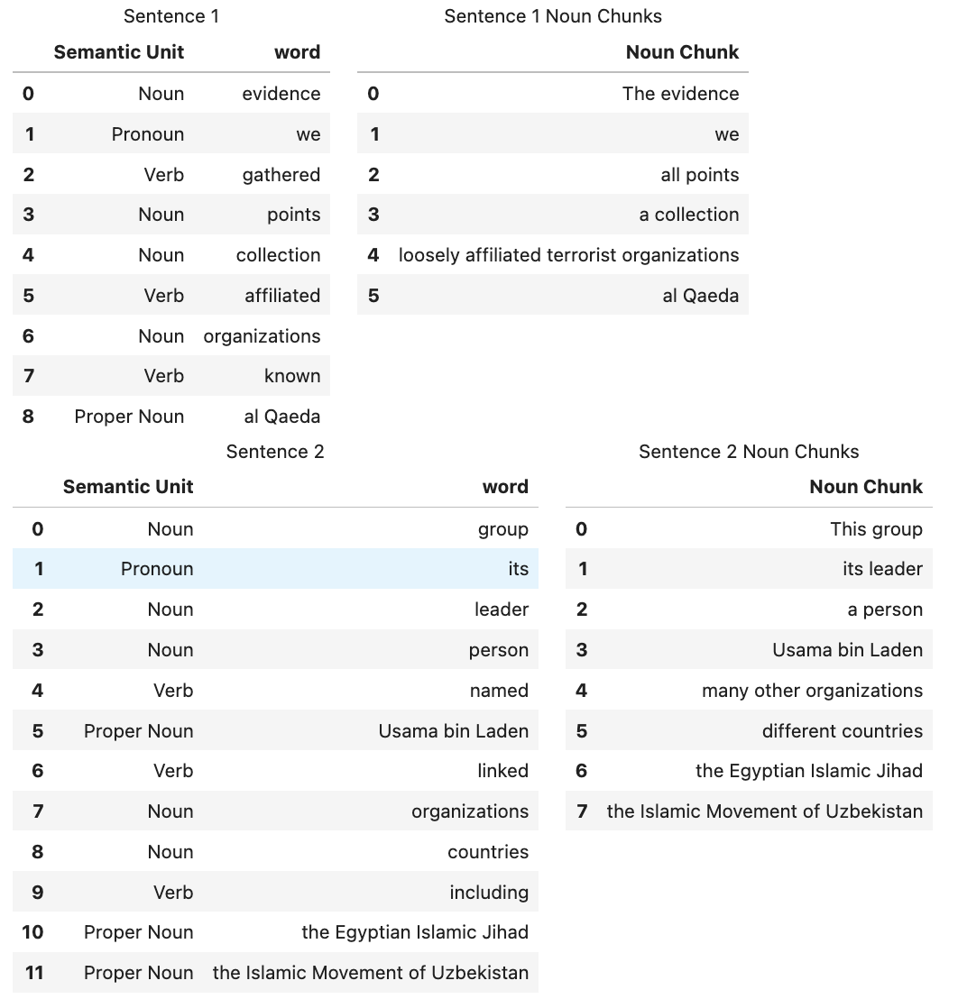 Sentence 1
Semantic Unit word
0 Noun evidence
1 Pronoun we
2 Verb gathered
3 Noun points
4 Noun collection
5 Verb affiliated
6 Noun organizations
7 Verb known
8 Proper Noun al Qaeda
Sentence 1 Noun Chunks
Noun Chunk
0 The evidence
1 we
2 all points
3 a collection
4 loosely affiliated terrorist organizations
5 al Qaeda
Sentence 2
Semantic Unit word
0 Noun group
1 Pronoun its
2 Noun leader
3 Noun person
4 Verb named
5 Proper Noun Usama bin Laden
6 Verb linked
7 Noun organizations
8 Noun countries
9 Verb including
10 Proper Noun the Egyptian Islamic Jihad
11 Proper Noun the Islamic Movement of Uzbekistan
Sentence 2 Noun Chunks
Noun Chunk
0 This group
1 its leader
2 a person
3 Usama bin Laden
4 many other organizations
5 different countries
6 the Egyptian Islamic Jihad
7 the Islamic Movement of Uzbekistan